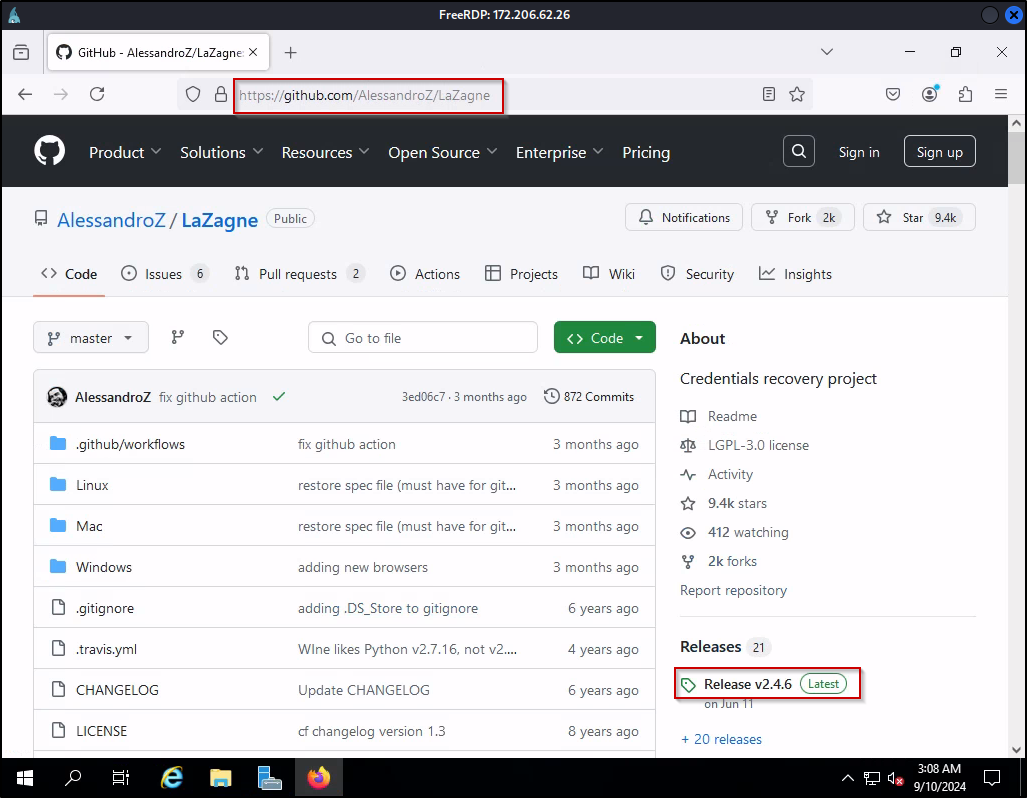 FreeRDP: 172.206.62.26
GitHub - AlessandroZ/LaZagne:
https://github.com/AlessandroZ/LaZagne
Product Solutions Resources Open Source Enterprise Pricing Sign in Sign up
AlessandroZ / LaZagne Public Notifications Fork 2k Star 9.4k
Code Issues 6 Pull requests 2 Actions Projects Wiki Security Insights
master Go to file Code
About
Credentials recovery project
AlessandroZ fix github action 3ed06c7 · 3 months ago 872 Commits
.github/workflows fix github action 3 months ago
Linux restore spec file (must have for git... 3 months ago
Mac restore spec file (must have for git... 3 months ago
Windows adding new browsers 3 months ago
.gitignore adding .DS_Store to gitignore 6 years ago
.travis.yml WIne likes Python v2.7.16, not v2.... 4 years ago
CHANGELOG Update CHANGELOG 6 years ago
LICENSE cf changelog version 1.3 8 years ago
Readme
LGPL-3.0 license
Activity
9.4k stars
412 watching
2k forks
Report repository
Releases 21
Release v2.4.6 Latest
on Jun 11
+ 20 releases
3:08 AM
9/10/2024